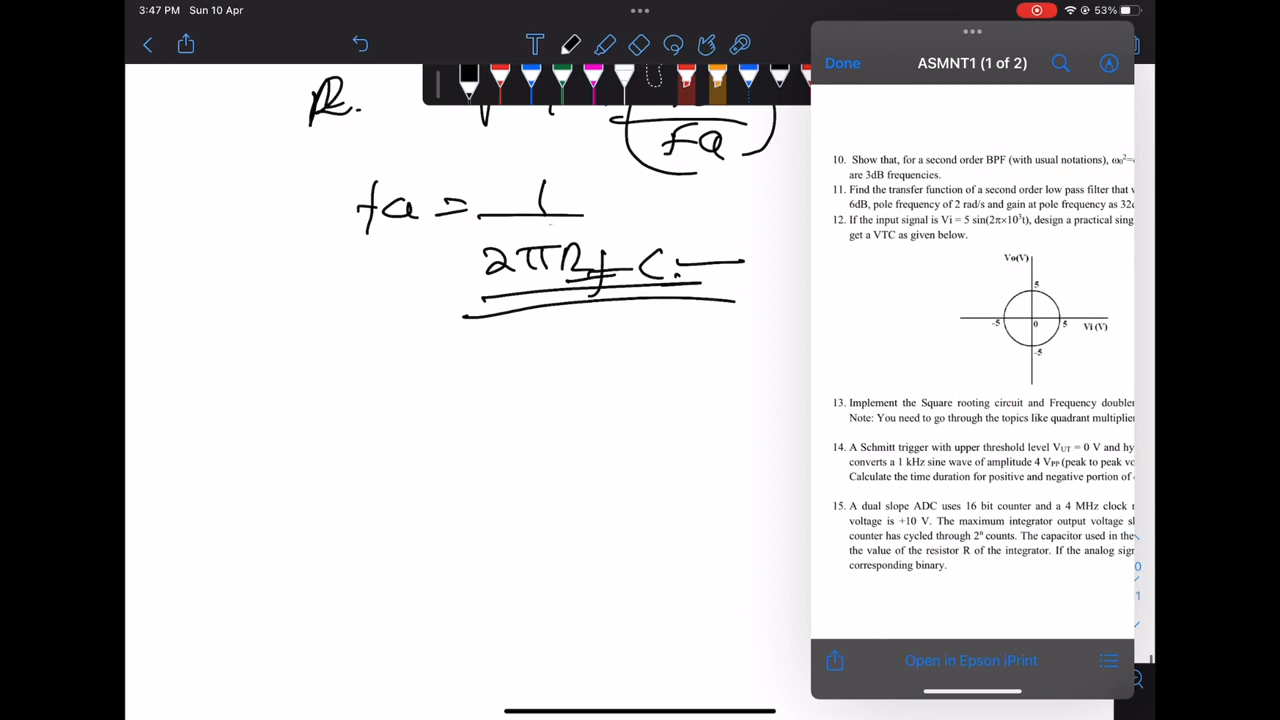 3:47 PM Sun 10 Apr
53%
Done ASMNT1 (1 of 2)
R.
fa
fa = 1
2πRf C.
10. Show that, for a second order BPF (with usual notations), ω₀²=
are 3dB frequencies.
11. Find the transfer function of a second order low pass filter that
6dB, pole frequency of 2 rad/s and gain at pole frequency as 32
12. If the input signal is Vi = 5 sin(2π×10³t), design a practical
get a VTC as given below.
Vo(V)
5
-5 0 5 Vi (V)
-5
13. Implement the Square rooting circuit and Frequency doubler
Note: You need to go through the topics like quadrant multiplier
14. A Schmitt trigger with upper threshold level VUT = 0 V and
converts a 1 kHz sine wave of amplitude 4 VPP (peak to peak
Calculate the time duration for positive and negative portion of
15. A dual slope ADC uses 16 bit counter and a 4 MHz clock
voltage is +10 V. The maximum integrator output voltage
counter has cycled through 2ⁿ counts. The capacitor used in the
the value of the resistor R of the integrator. If the analog
corresponding binary.
Open in Epson iPrint